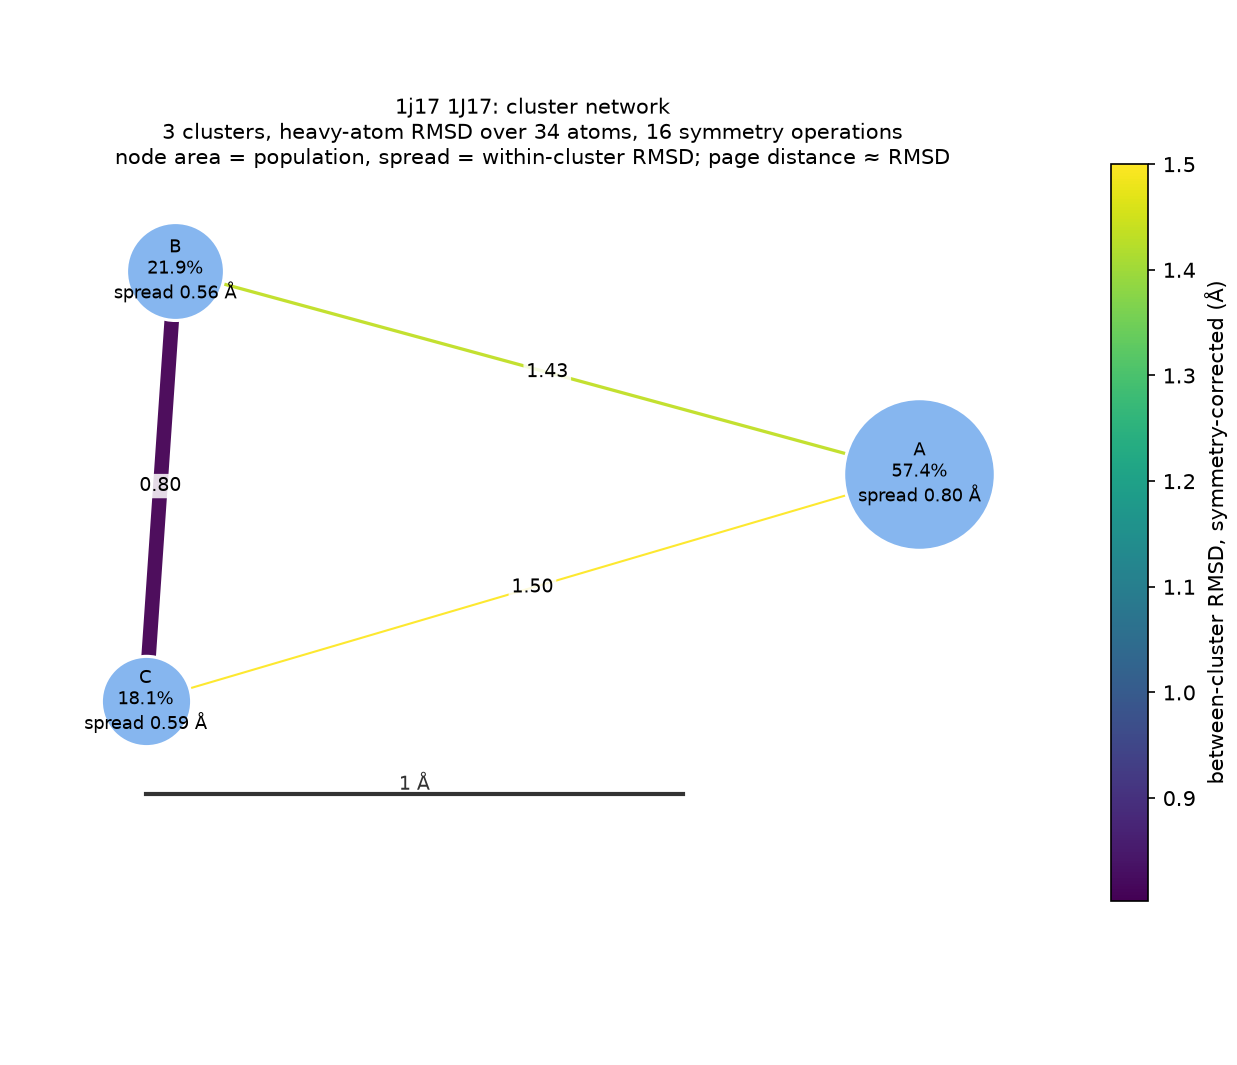 1j17 1J17: cluster network
3 clusters, heavy-atom RMSD over 34 atoms, 16 symmetry operations
node area = population, spread = within-cluster RMSD; page distance ≈ RMSD
B
21.9%
spread 0.56 Å
1.43
A
57.4%
spread 0.80 Å
0.80
1.50
C
18.1%
spread 0.59 Å
1 Å
1.5
1.4
1.3
1.2
1.1
1.0
0.9
between-cluster RMSD, symmetry-corrected (Å)